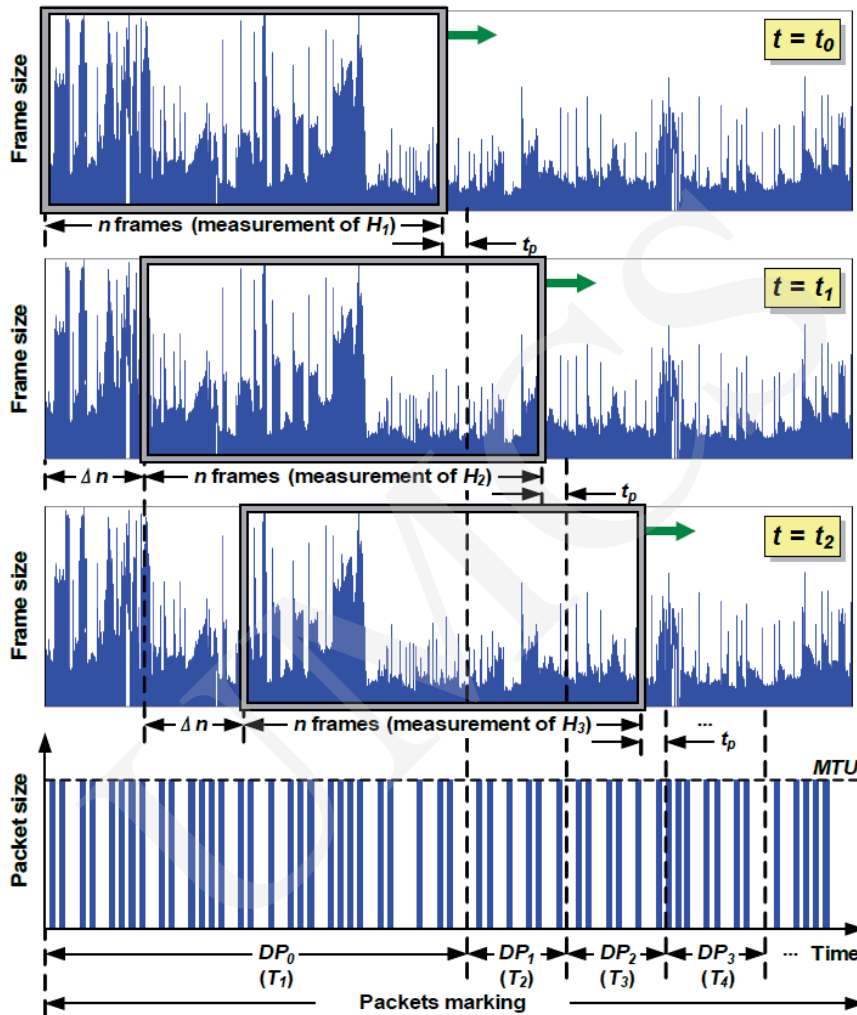 Frame size
t = t0
n frames (measurement of H1)
tp
Frame size
t = t1
Δ n
n frames (measurement of H2)
tp
Frame size
t = t2
Δ n
n frames (measurement of H3)
...
tp
Packet size
MTU
DP0 DP1 DP2 DP3 ... Time
(T1) (T2) (T3) (T4)
Packets marking
UMCS